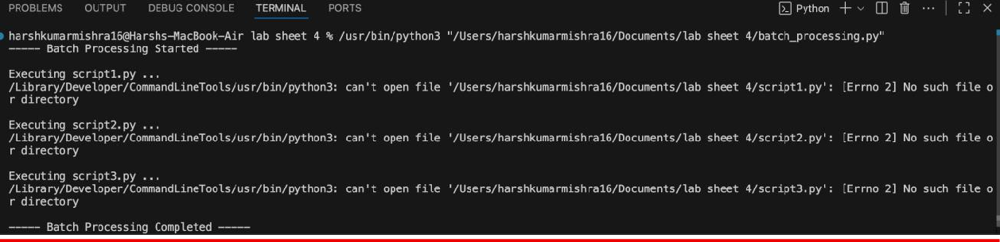 PROBLEMS OUTPUT DEBUG CONSOLE TERMINAL PORTS Python
harshkumarmishra16@Harshs-MacBook-Air lab sheet 4 % /usr/bin/python3 "/Users/harshkumarmishra16/Documents/lab sheet 4/batch_processing.py"
----- Batch Processing Started -----
Executing script1.py ...
/Library/Developer/CommandLineTools/usr/bin/python3: can't open file '/Users/harshkumarmishra16/Documents/lab sheet 4/script1.py': [Errno 2] No such file o
r directory
Executing script2.py ...
/Library/Developer/CommandLineTools/usr/bin/python3: can't open file '/Users/harshkumarmishra16/Documents/lab sheet 4/script2.py': [Errno 2] No such file o
r directory
Executing script3.py ...
/Library/Developer/CommandLineTools/usr/bin/python3: can't open file '/Users/harshkumarmishra16/Documents/lab sheet 4/script3.py': [Errno 2] No such file o
r directory
----- Batch Processing Completed -----